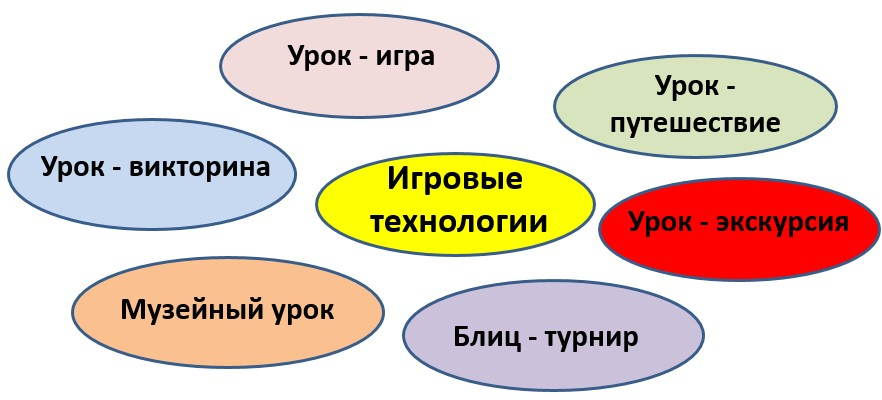 Урок - игра
Урок -
путешествие
Урок - викторина
Игровые
технологии
Урок - экскурсия
Музейный урок
Блиц - турнир